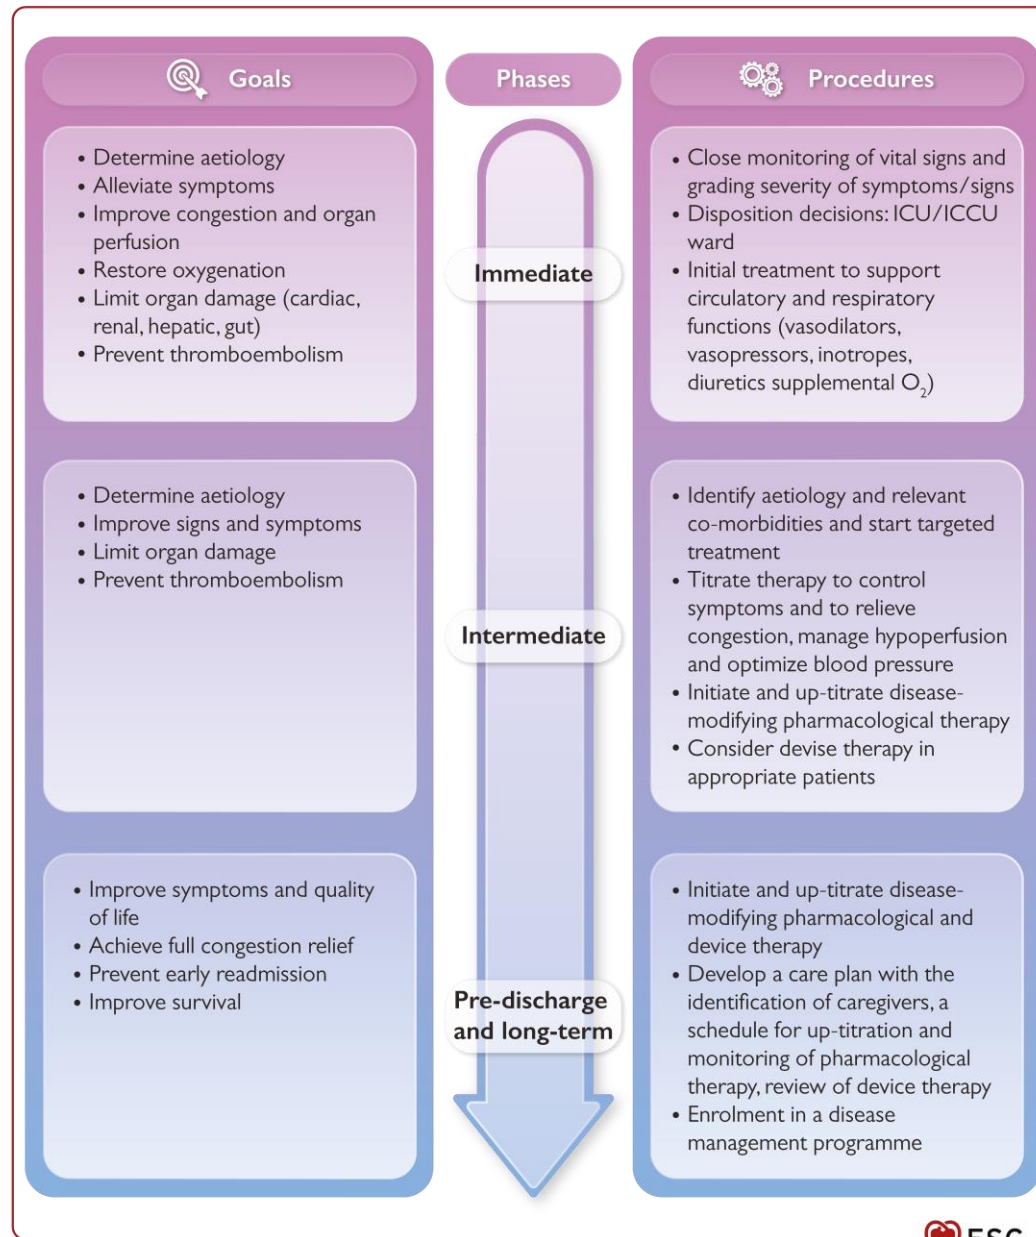 Goals
Phases
Procedures
• Determine aetiology
• Alleviate symptoms
• Improve congestion and organ
perfusion
• Restore oxygenation
• Limit organ damage (cardiac,
renal, hepatic, gut)
• Prevent thromboembolism
Immediate
• Close monitoring of vital signs and
grading severity of symptoms/signs
• Disposition decisions: ICU/ICCU
ward
• Initial treatment to support
circulatory and respiratory
functions (vasodilators,
vasopressors, inotropes,
diuretics supplemental O₂)
• Determine aetiology
• Improve signs and symptoms
• Limit organ damage
• Prevent thromboembolism
Intermediate
• Identify aetiology and relevant
co-morbidities and start targeted
treatment
• Titrate therapy to control
symptoms and to relieve
congestion, manage hypoperfusion
and optimize blood pressure
• Initiate and up-titrate disease-
modifying pharmacological therapy
• Consider devise therapy in
appropriate patients
• Improve symptoms and quality
of life
• Achieve full congestion relief
• Prevent early readmission
• Improve survival
Pre-discharge
and long-term
• Initiate and up-titrate disease-
modifying pharmacological and
device therapy
• Develop a care plan with the
identification of caregivers, a
schedule for up-titration and
monitoring of pharmacological
therapy, review of device therapy
• Enrolment in a disease
management programme
ESC